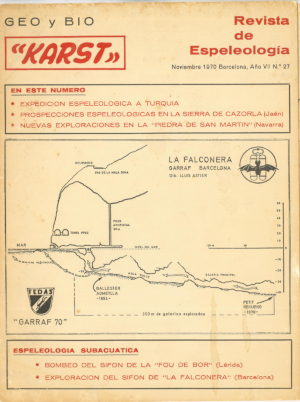 GEO y BIO
"KARST"
Revista
de
Espeleología
Noviembre 1970 Barcelona, Año VII N.° 27
EN ESTE NUMERO
• EXPEDICION ESPELEOLOGICA A TURQUIA
• PROSPECCIONES ESPELEOLOGICAS EN LA SIERRA DE CAZORLA (Jaén)
• NUEVAS EXPLORACIONES EN LA "PIEDRA DE SAN MARTIN" (Navarra)
LA FALCONERA
GARRAF BARCELONA
MAR
BALLESTER
PETIT
"GARRAF 70"
ESPELEOLOGIA SUBACUATICA
• BOMBEO DEL SIFON DE LA "FOU DE BOR" (Lérida)
• EXPLORACION DEL SIFON DE "LA FALCONERA" (Barcelona)